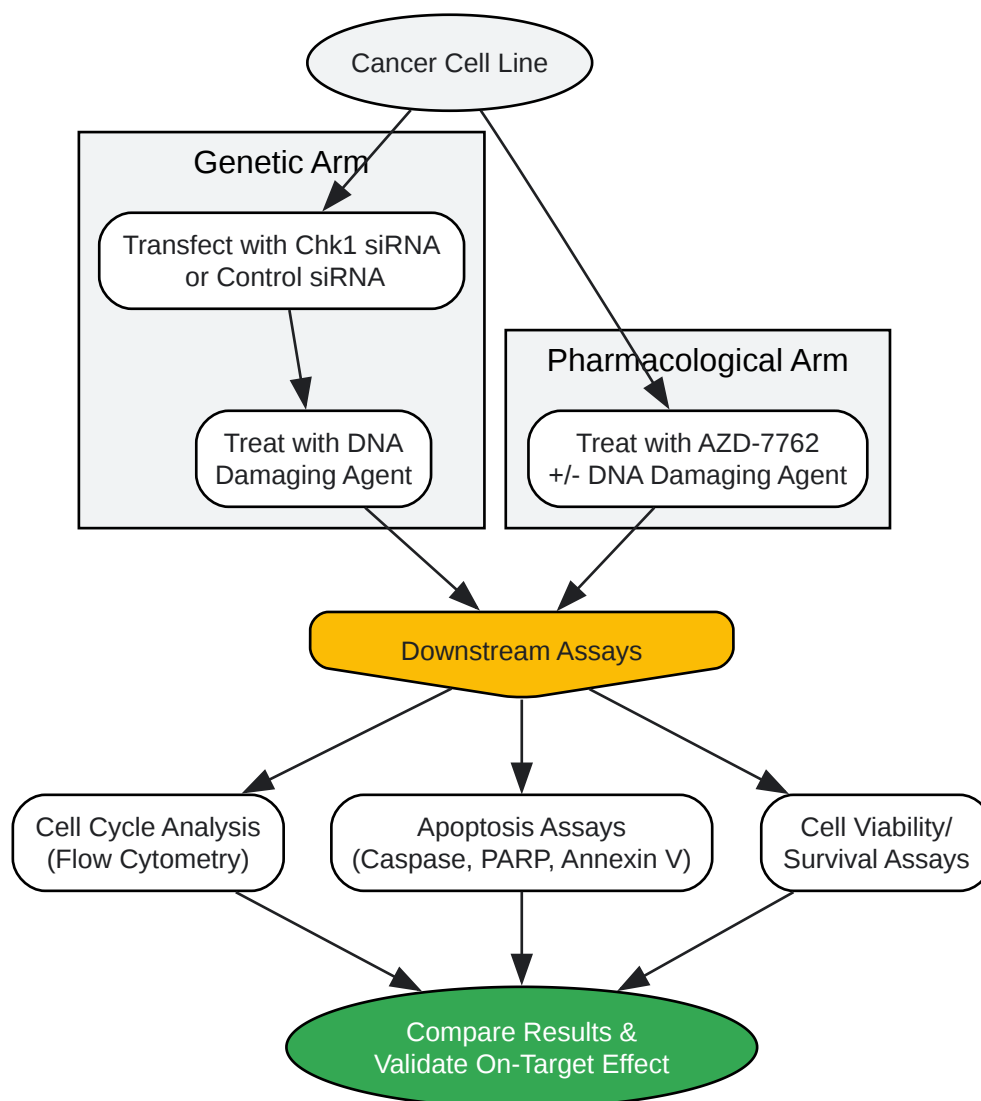 Cancer Cell Line
Genetic Arm
Transfect with Chk1 siRNA
or Control siRNA
Pharmacological Arm
Treat with DNA
Damaging Agent
Treat with AZD-7762
+/- DNA Damaging Agent
Downstream Assays
Cell Cycle Analysis
(Flow Cytometry)
Apoptosis Assays
(Caspase, PARP, Annexin V)
Cell Viability/
Survival Assays
Compare Results &
Validate On-Target Effect